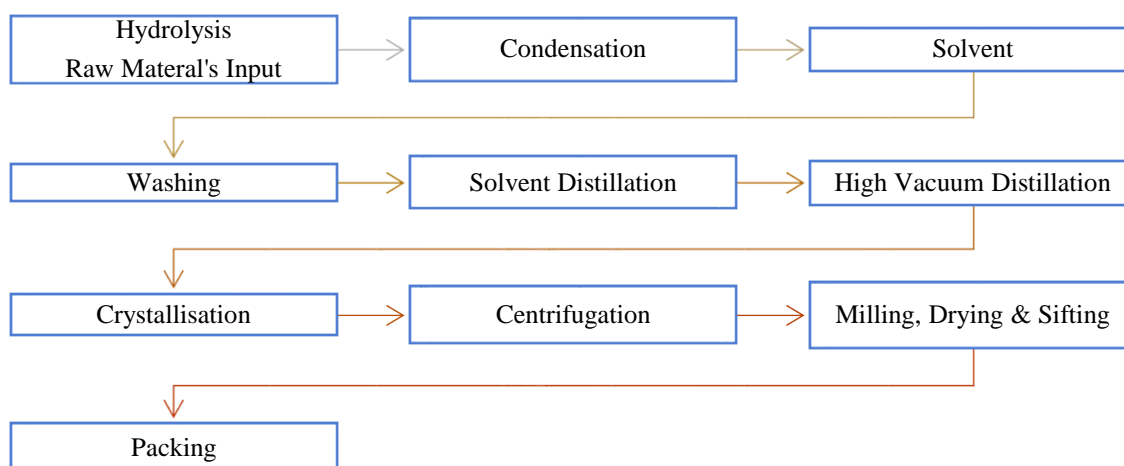 Hydrolysis
Raw Materal's Input
Condensation
Solvent
Washing
Solvent Distillation
High Vacuum Distillation
Crystallisation
Centrifugation
Milling, Drying & Sifting
Packing